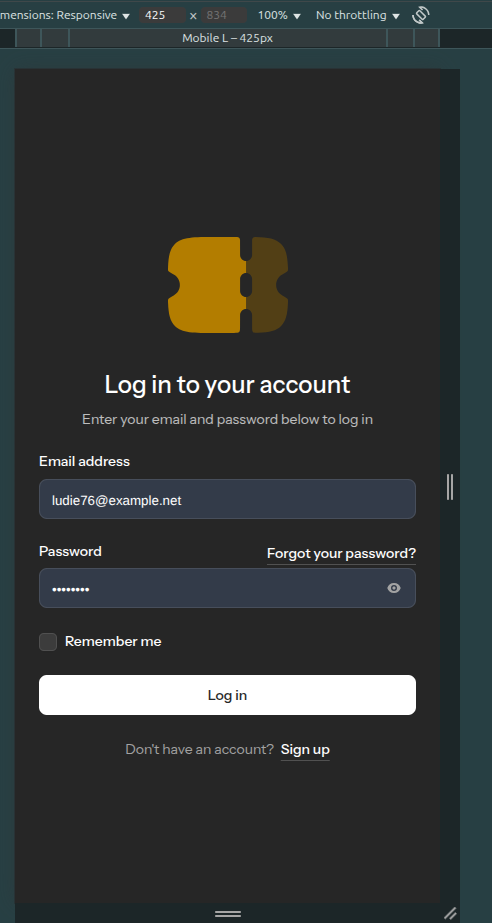 mensions: Responsive ▼ 425 x 834 100% ▼ No throttling ▼
Mobile L – 425px
Log in to your account
Enter your email and password below to log in
Email address
ludie76@example.net
Password Forgot your password?
••••••••
Remember me
Log in
Don't have an account? Sign up